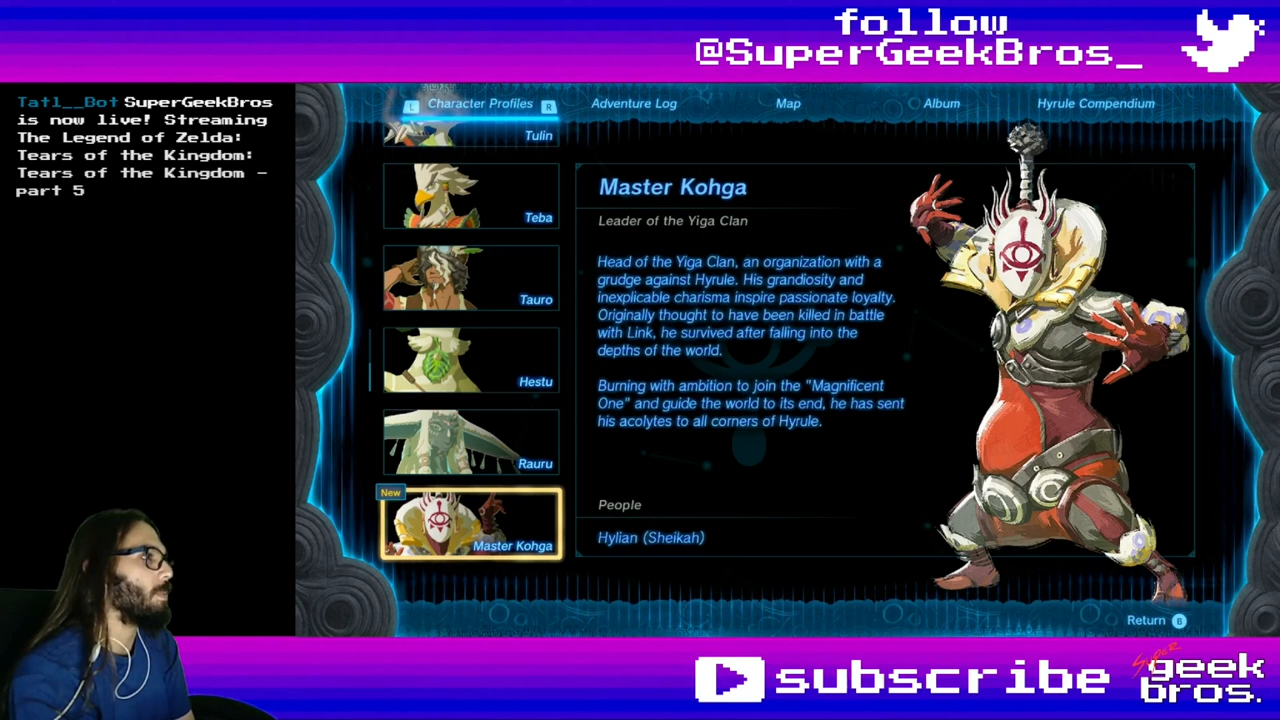 follow
@SuperGeekBros_
Tatl__Bot SuperGeekBros
is now live! Streaming
The Legend of Zelda:
Tears of the Kingdom:
Tears of the Kingdom -
part 5
L Character Profiles R
Adventure Log
Map
Album
Hyrule Compendium
Tulin
Teba
Tauro
Hestu
Rauru
New
Master Kohga
Master Kohga
Leader of the Yiga Clan
Head of the Yiga Clan, an organization with a
grudge against Hyrule. His grandiosity and
inexplicable charisma inspire passionate loyalty.
Originally thought to have been killed in battle
with Link, he survived after falling into the
depths of the world.
Burning with ambition to join the "Magnificent
One" and guide the world to its end, he has sent
his acolytes to all corners of Hyrule.
People
Hylian (Sheikah)
Return B
subscribe
super
geek
bros.